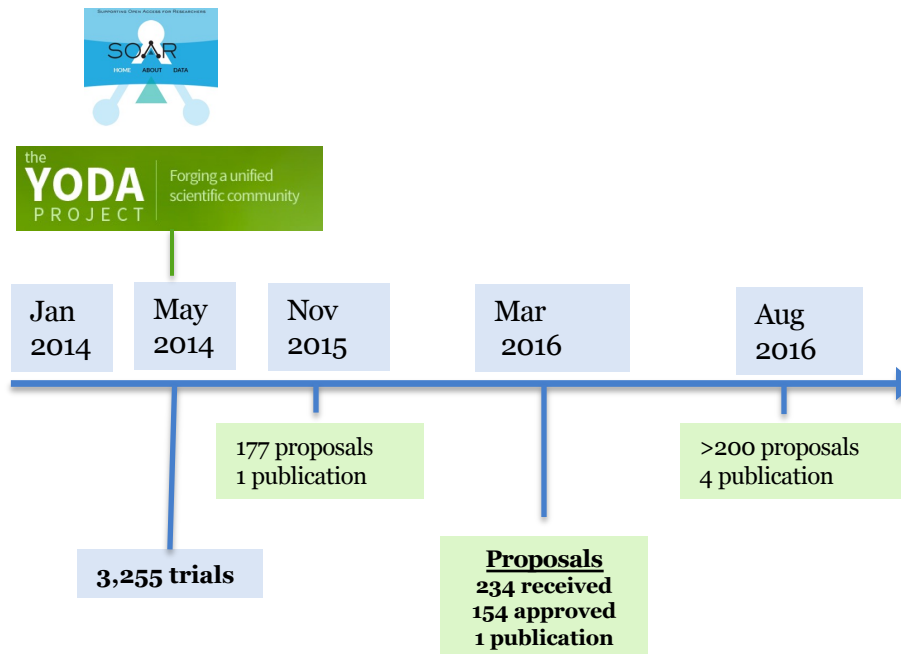 SUPPORTING OPEN ACCESS FOR RESEARCHERS
SOAR
HOME ABOUT DATA
the
YODA
PROJECT
Forging a unified
scientific community
Jan
2014
May
2014
Nov
2015
Mar
2016
Aug
2016
177 proposals
1 publication
>200 proposals
4 publication
3,255 trials
Proposals
234 received
154 approved
1 publication